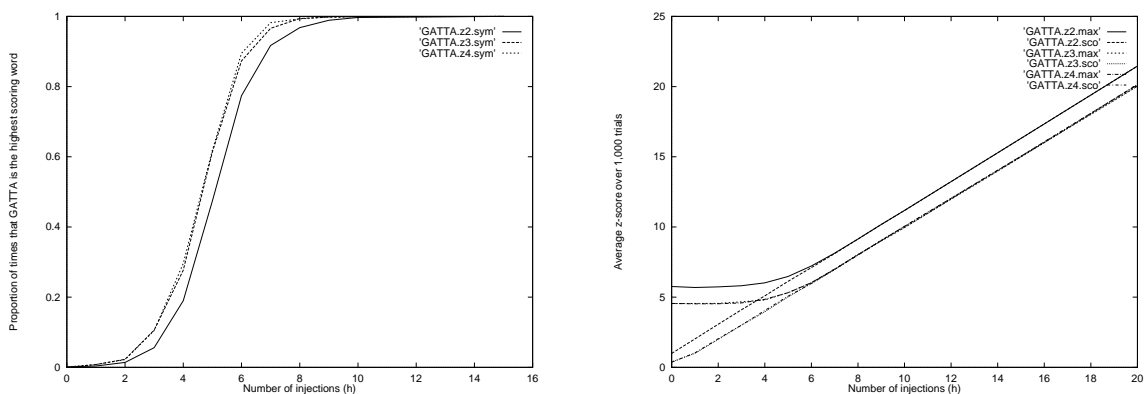 Proportion of times that GATTA is the highest scoring word
1
0.8
0.6
0.4
0.2
0
0 2 4 6 8 10 12 14 16
Number of injections (h)
'GATTA.z2.sym'
'GATTA.z3.sym'
'GATTA.z4.sym'
Average z-score over 1,000 trials
25
20
15
10
5
0
0 2 4 6 8 10 12 14 16 18 20
Number of injections (h)
'GATTA.z2.max'
'GATTA.z2.sco'
'GATTA.z3.max'
'GATTA.z3.sco'
'GATTA.z4.max'
'GATTA.z4.sco'